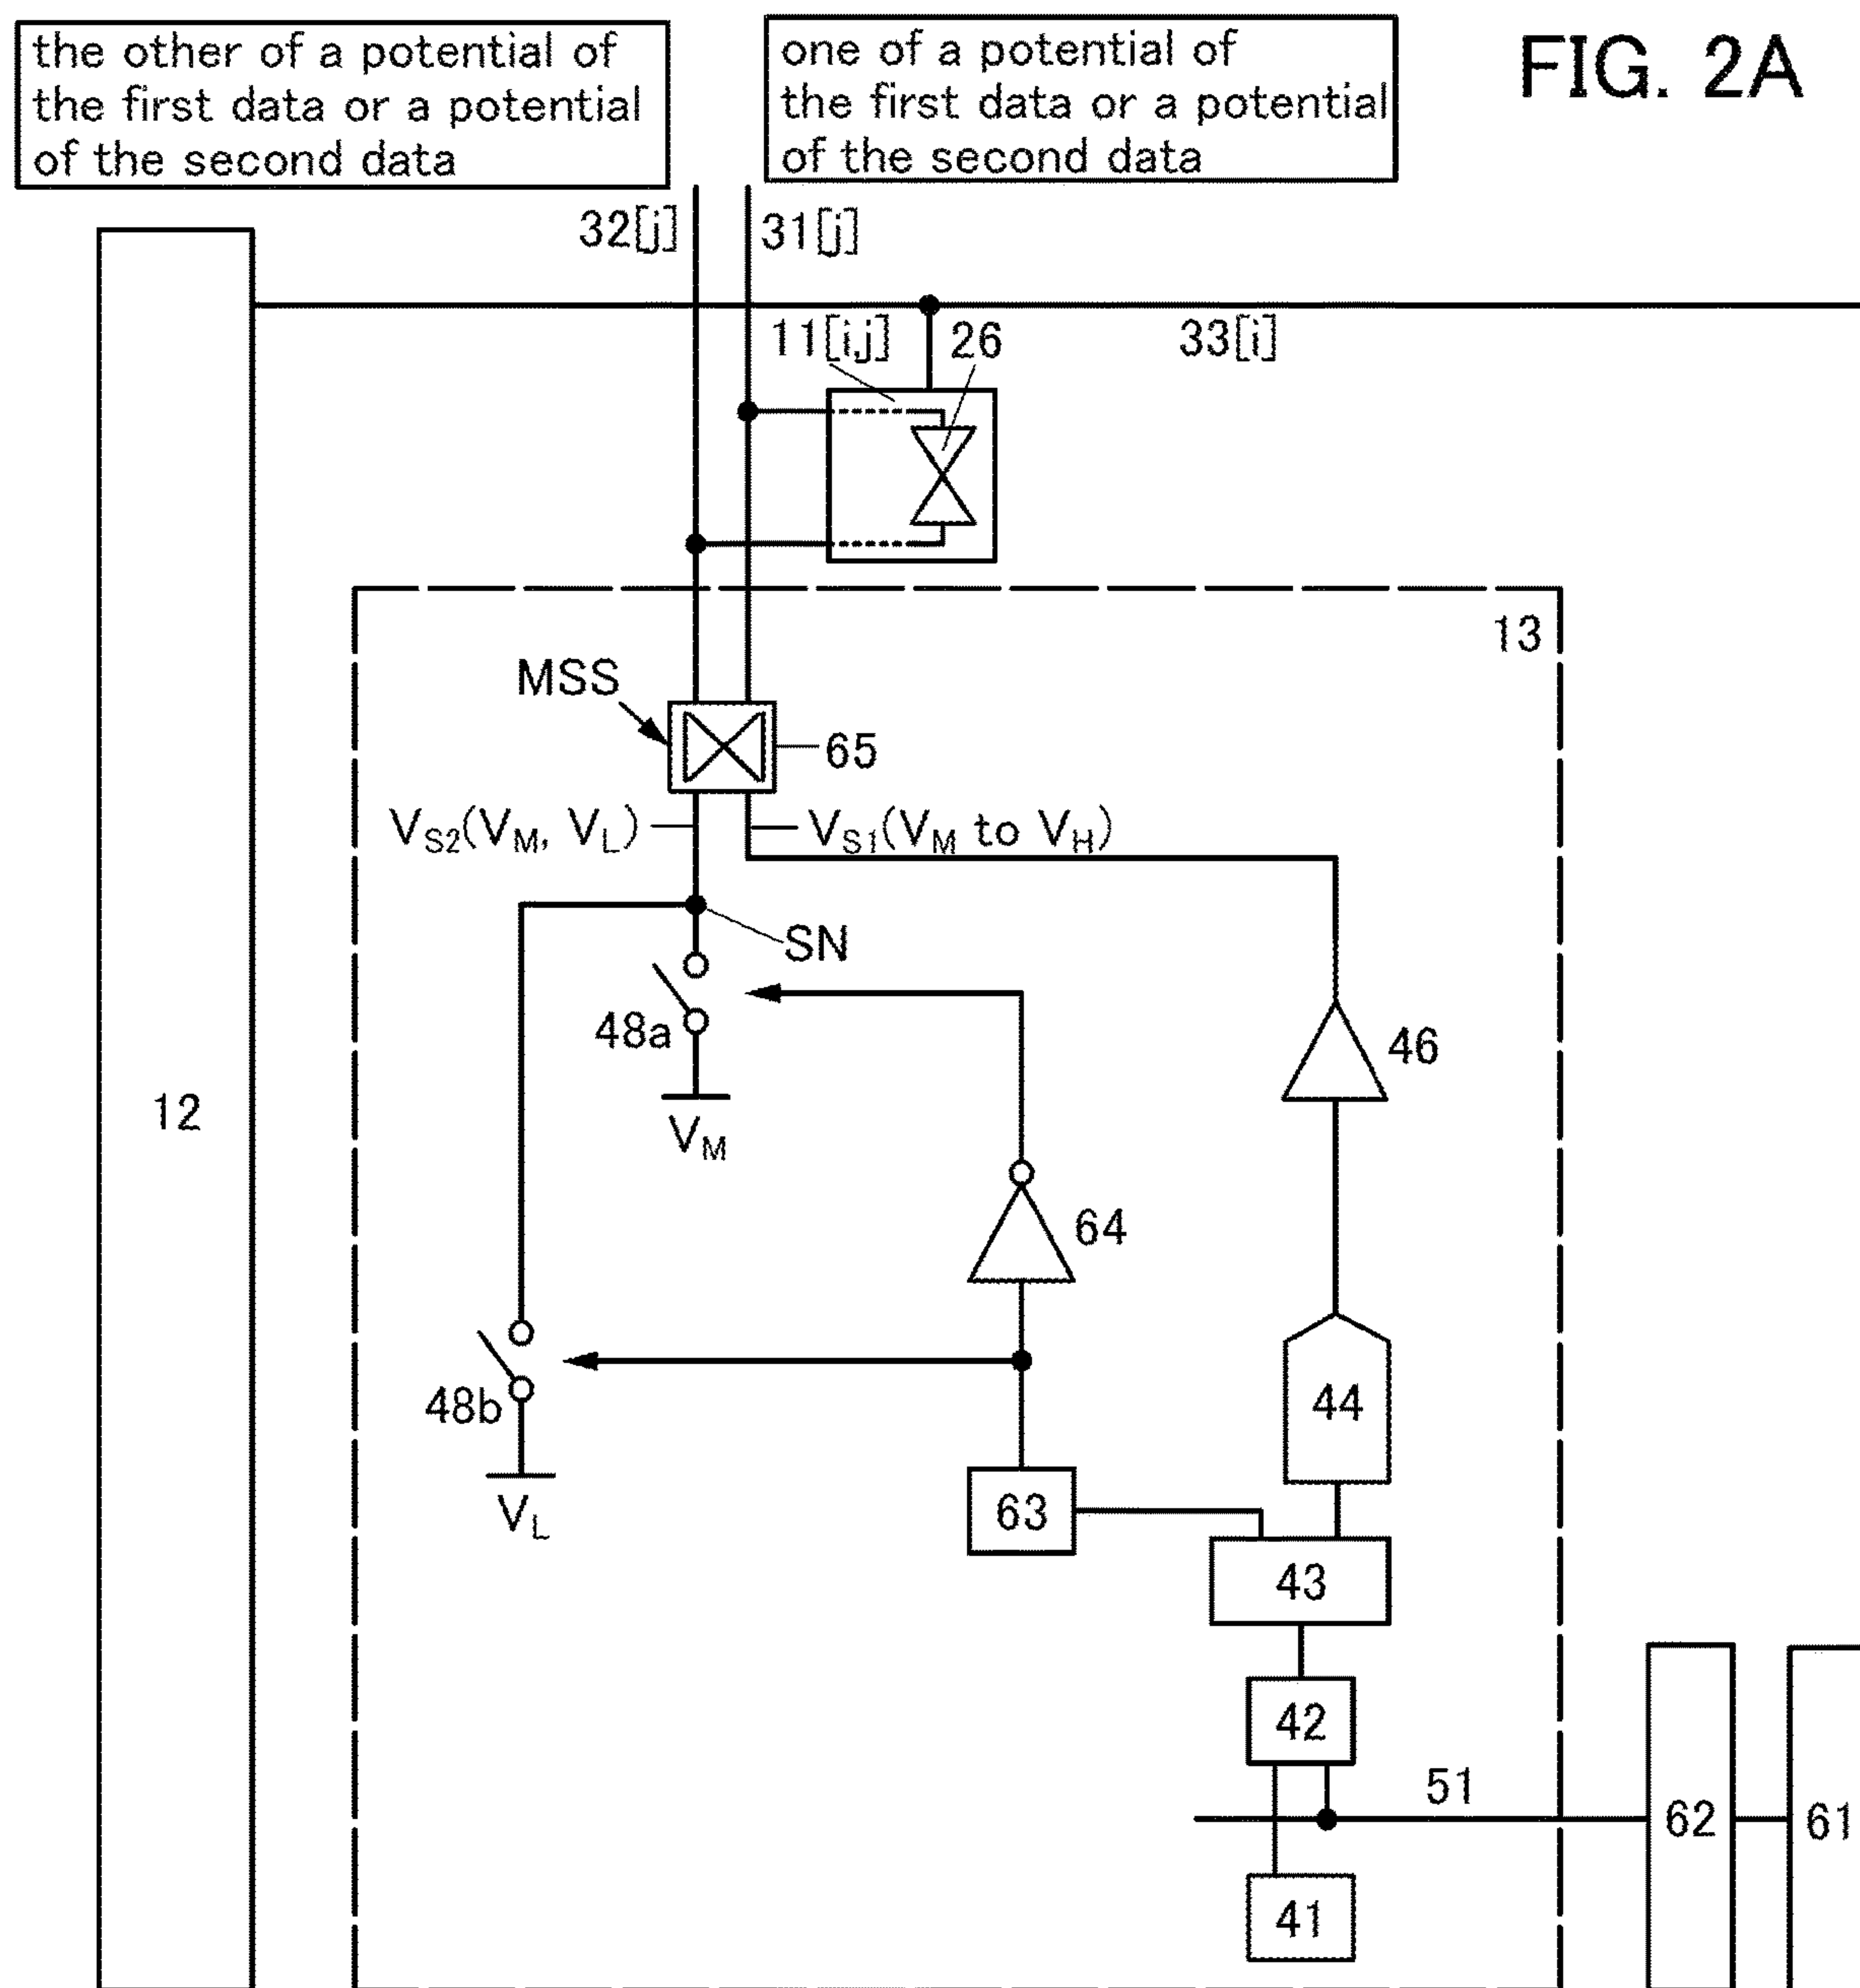 the other of a potential of
the first data or a potential
of the second data
one of a potential of
the first data or a potential
of the second data
FIG. 2A
32[j]
31[j]
11[i,j]
26
33[i]
13
MSS
65
VS2(VM, VL)
VS1(VM to VH)
SN
48a
46
12
VM
64
48b
44
VL
63
43
42
51
62
61
41